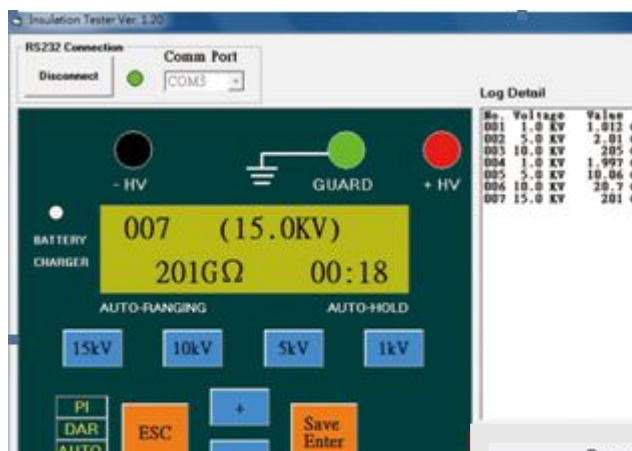 Insulation Tester Ver. 1.20
RS232 Connection
Comm Port
Disconnect
COM3
Log Detail
No. Voltage Value
001 1.0 KV 1.012
002 5.0 KV 2.01
003 10.0 KV 205
004 1.0 KV 1.997
005 5.0 KV 10.06
006 10.0 KV 20.7
007 15.0 KV 201
- HV
GUARD
+ HV
BATTERY
CHARGER
007 (15.0KV)
201GΩ 00:18
AUTO-RANGING
AUTO-HOLD
15kV
10kV
5kV
1kV
PI
DAR
AUTO
ESC
+
Save
Enter